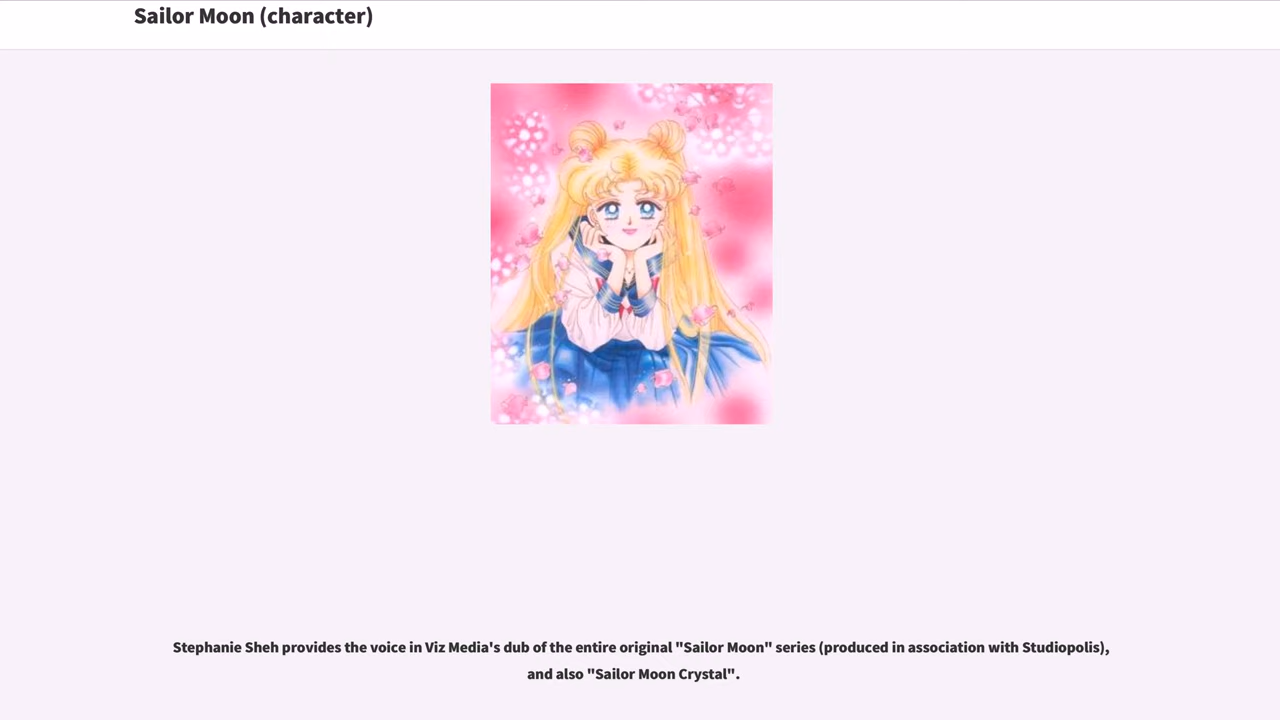 Sailor Moon (character)
Stephanie Sheh provides the voice in Viz Media's dub of the entire original "Sailor Moon" series (produced in association with Studiopolis),
and also "Sailor Moon Crystal".